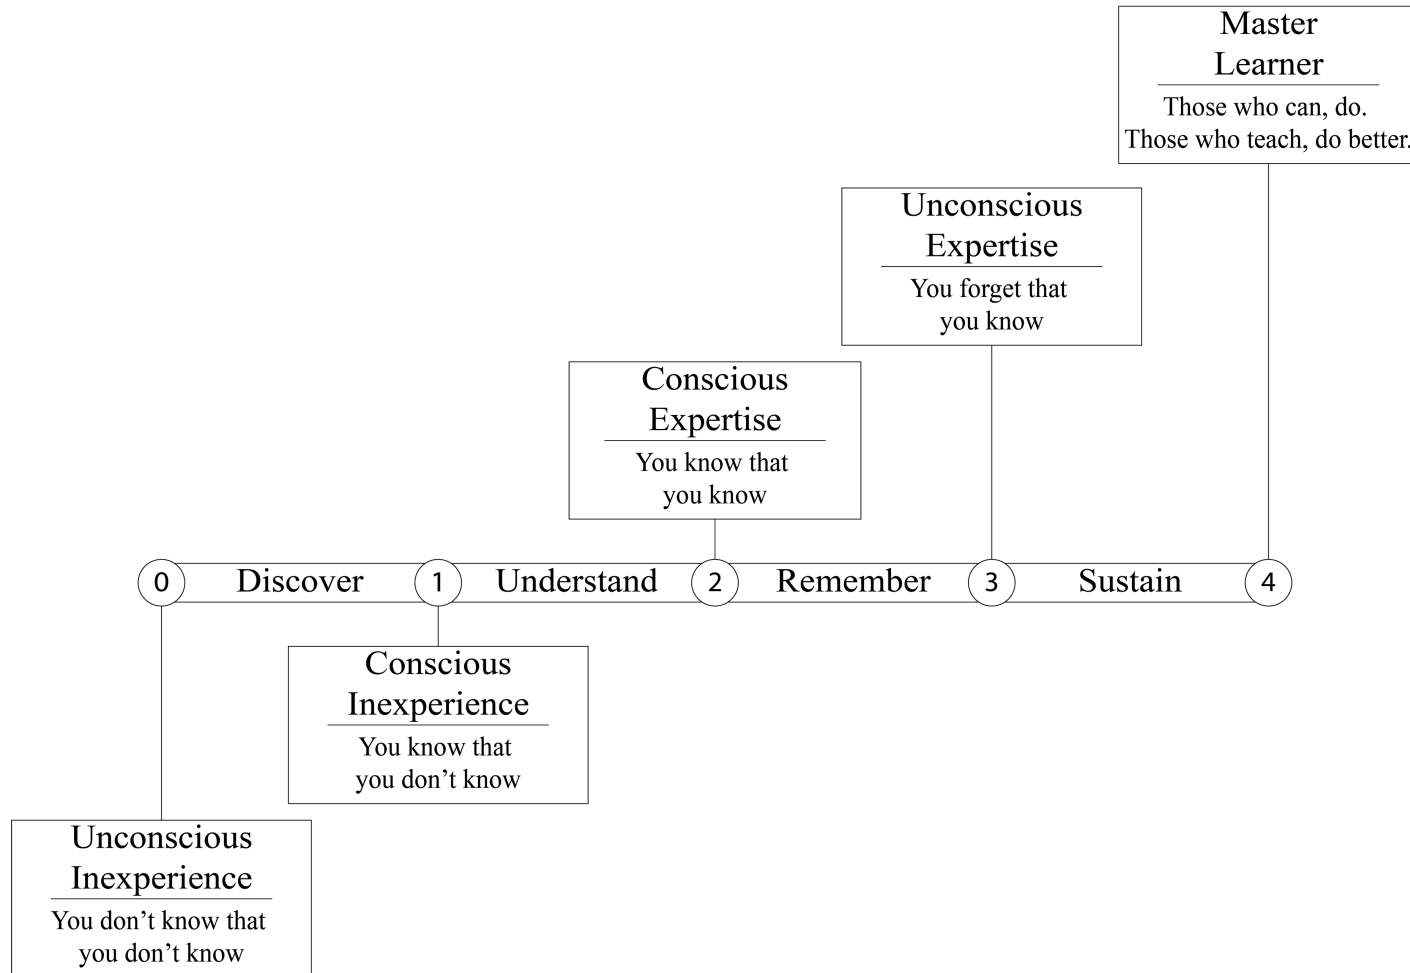 Master
Learner
Those who can, do.
Those who teach, do better.
Unconscious
Expertise
You forget that
you know
Conscious
Expertise
You know that
you know
0 Discover 1 Understand 2 Remember 3 Sustain 4
Conscious
Inexperience
You know that
you don’t know
Unconscious
Inexperience
You don’t know that
you don’t know